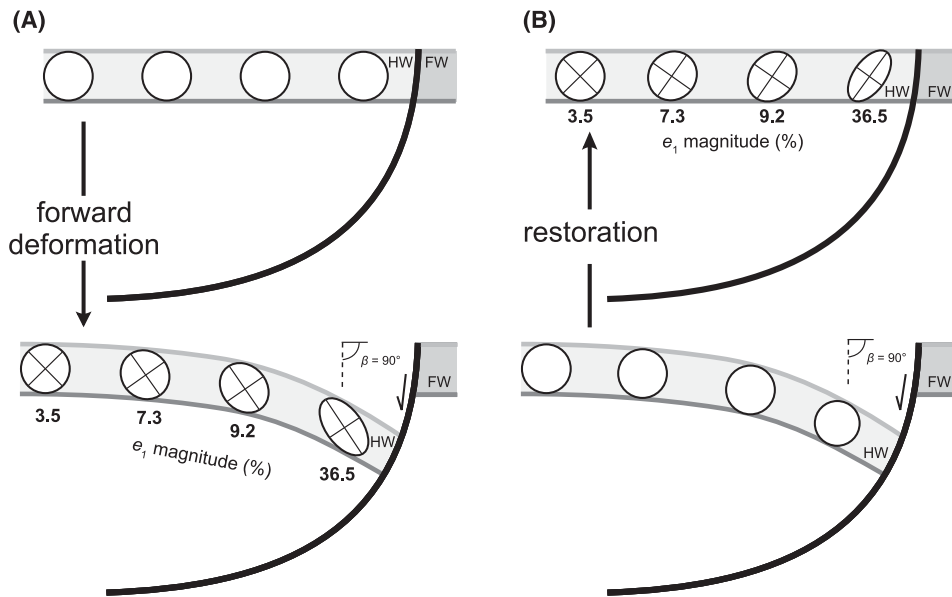 (A)
HW FW
forward
deformation
β = 90°
FW
HW
3.5
7.3
9.2
36.5
e₁ magnitude (%)
(B)
HW FW
3.5 7.3 9.2 36.5
e₁ magnitude (%)
restoration
β = 90°
FW
HW